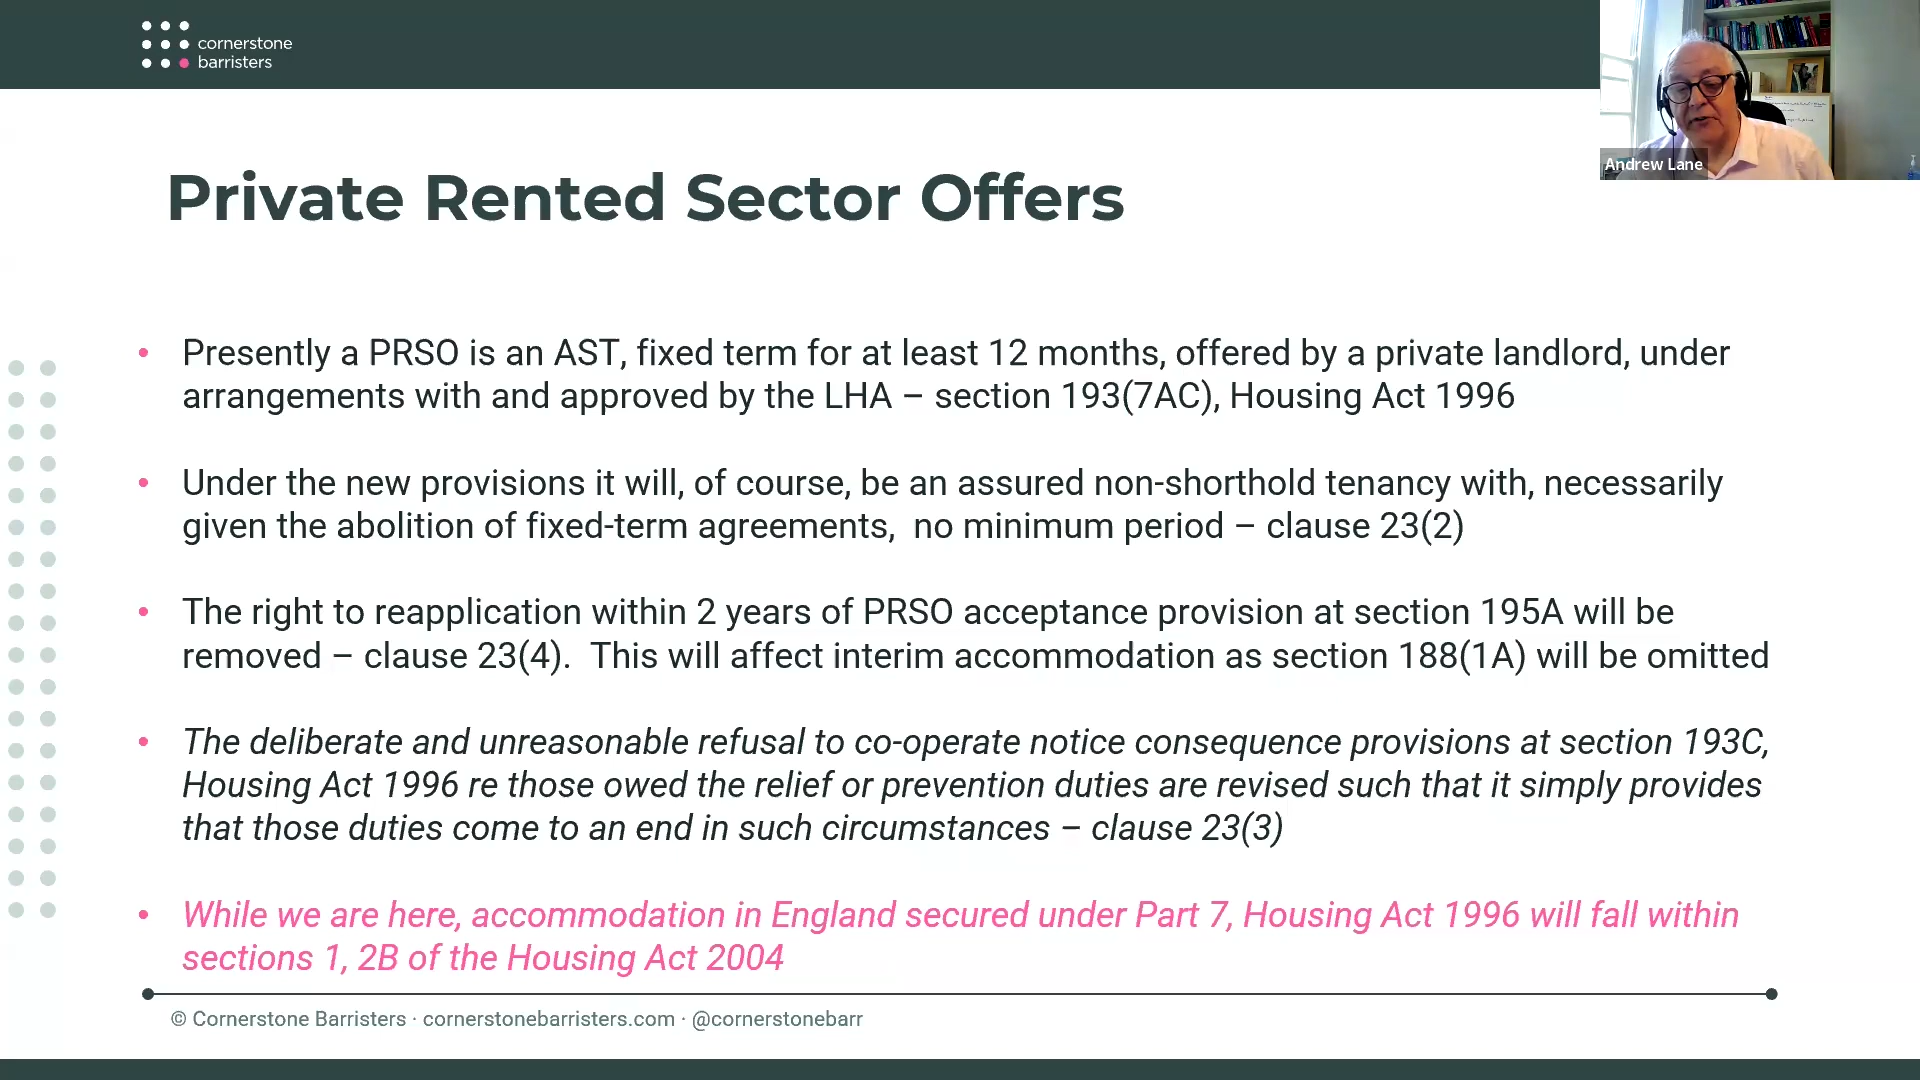 cornerstone
barristers
Andrew Lane
Private Rented Sector Offers
• Presently a PRSO is an AST, fixed term for at least 12 months, offered by a private landlord, under
arrangements with and approved by the LHA – section 193(7AC), Housing Act 1996
• Under the new provisions it will, of course, be an assured non-shorthold tenancy with, necessarily
given the abolition of fixed-term agreements,  no minimum period – clause 23(2)
• The right to reapplication within 2 years of PRSO acceptance provision at section 195A will be
removed – clause 23(4).  This will affect interim accommodation as section 188(1A) will be omitted
• The deliberate and unreasonable refusal to co-operate notice consequence provisions at section 193C,
Housing Act 1996 re those owed the relief or prevention duties are revised such that it simply provides
that those duties come to an end in such circumstances – clause 23(3)
• While we are here, accommodation in England secured under Part 7, Housing Act 1996 will fall within
sections 1, 2B of the Housing Act 2004
© Cornerstone Barristers · cornerstonebarristers.com · @cornerstonebarr